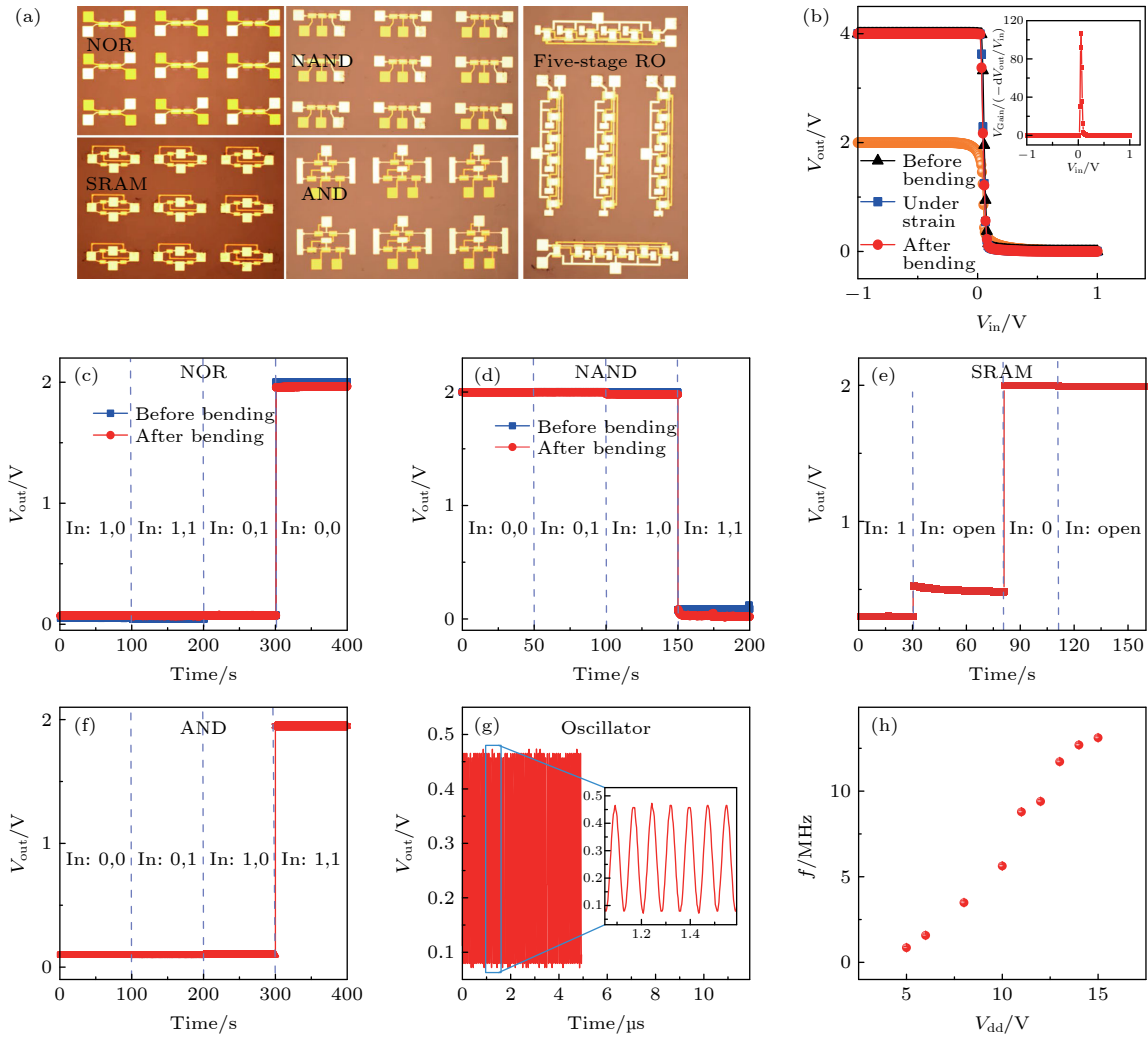 (a)
NOR
NAND
Five-stage RO
SRAM
AND
(b)
4
2
0
−1
0
1
V_out/V
V_in/V
Before
bending
Under
strain
After
bending
120
80
40
0
−1
0
1
V_Gain/(−dV_out/V_in)
V_in/V
(c)
NOR
Before bending
After bending
In: 1,0
In: 1,1
In: 0,1
In: 0,0
2
1
0
0
100
200
300
400
V_out/V
Time/s
(d)
NAND
Before bending
After bending
In: 0,0
In: 0,1
In: 1,0
In: 1,1
2
1
0
0
50
100
150
200
V_out/V
Time/s
(e)
SRAM
In: 1
In: open
In: 0
In: open
2
1
0
30
60
90
120
150
V_out/V
Time/s
(f)
AND
In: 0,0
In: 0,1
In: 1,0
In: 1,1
2
1
0
0
100
200
300
400
V_out/V
Time/s
(g)
Oscillator
0.5
0.4
0.3
0.2
0.1
0
2
4
6
8
10
V_out/V
Time/μs
0.5
0.4
0.3
0.2
0.1
1.2
1.4
(h)
10
5
0
5
10
15
f/MHz
V_dd/V